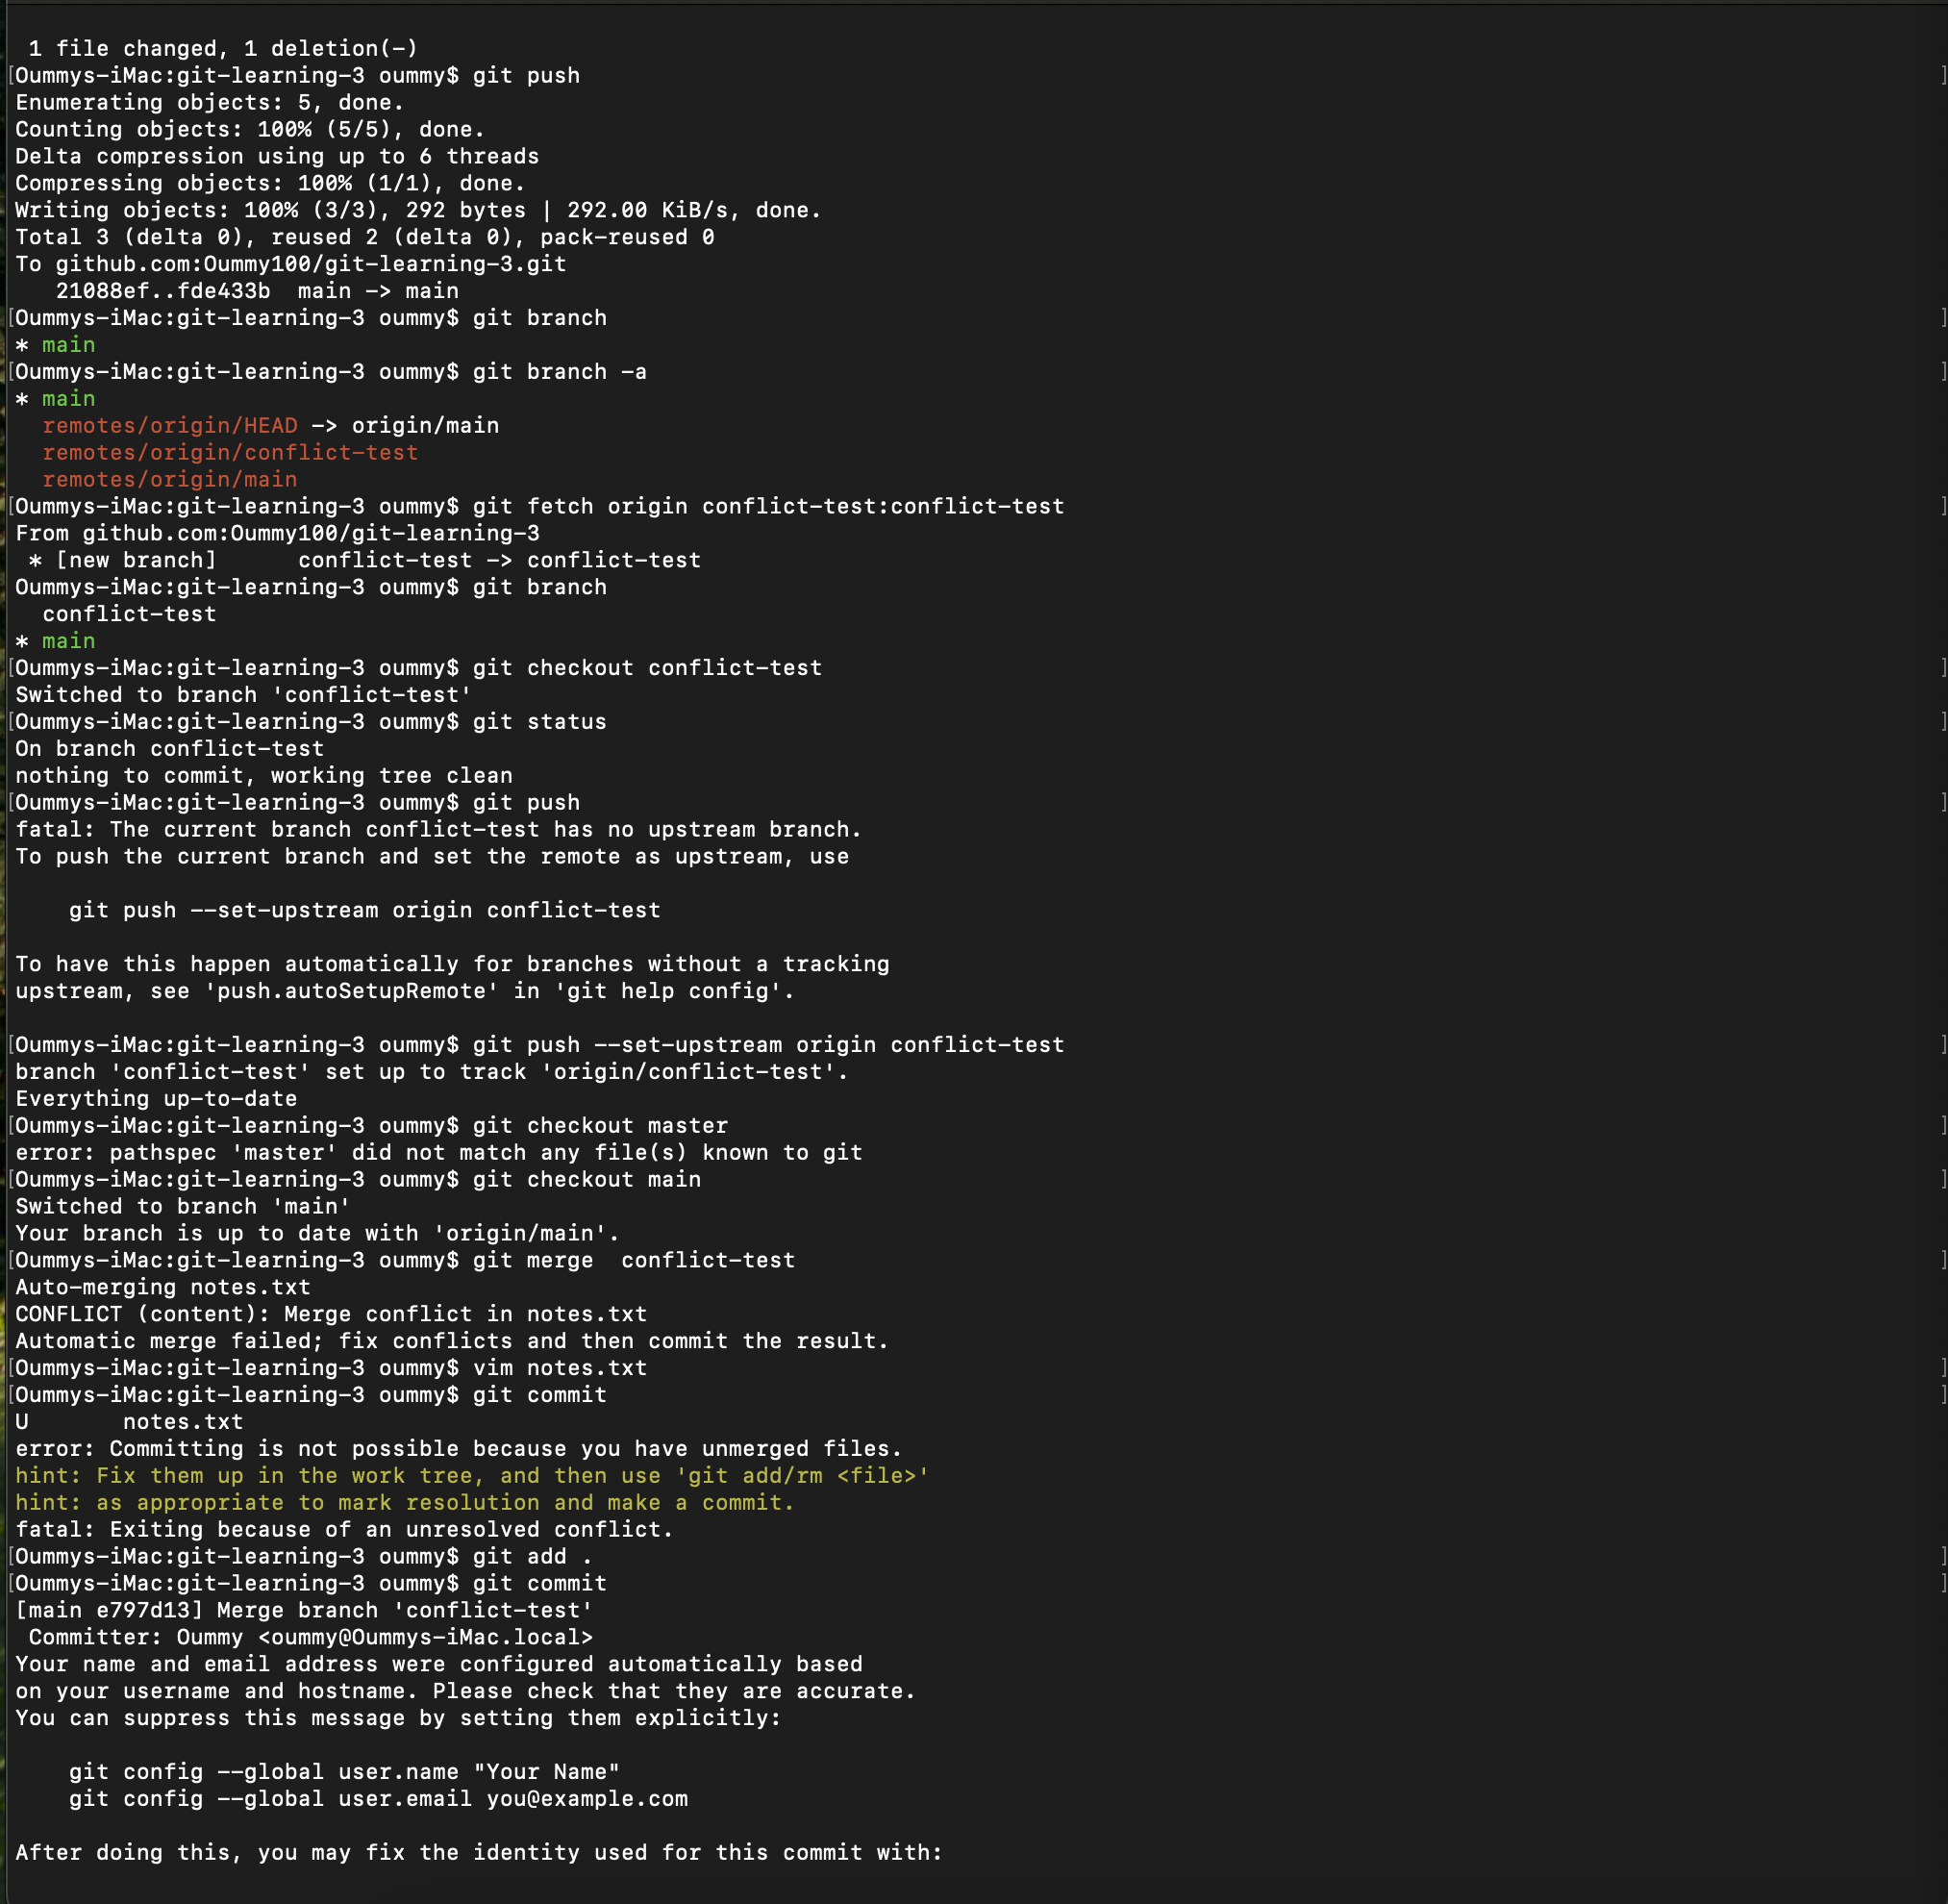 1 file changed, 1 deletion(-)
[Oummys-iMac:git-learning-3 oummy$ git push ]
Enumerating objects: 5, done.
Counting objects: 100% (5/5), done.
Delta compression using up to 6 threads
Compressing objects: 100% (1/1), done.
Writing objects: 100% (3/3), 292 bytes | 292.00 KiB/s, done.
Total 3 (delta 0), reused 2 (delta 0), pack-reused 0
To github.com:Oummy100/git-learning-3.git
   21088ef..fde433b  main -> main
[Oummys-iMac:git-learning-3 oummy$ git branch ]
* main
[Oummys-iMac:git-learning-3 oummy$ git branch -a ]
* main
  remotes/origin/HEAD -> origin/main
  remotes/origin/conflict-test
  remotes/origin/main
[Oummys-iMac:git-learning-3 oummy$ git fetch origin conflict-test:conflict-test ]
From github.com:Oummy100/git-learning-3
 * [new branch]      conflict-test -> conflict-test
Oummys-iMac:git-learning-3 oummy$ git branch
  conflict-test
* main
[Oummys-iMac:git-learning-3 oummy$ git checkout conflict-test ]
Switched to branch 'conflict-test'
[Oummys-iMac:git-learning-3 oummy$ git status ]
On branch conflict-test
nothing to commit, working tree clean
[Oummys-iMac:git-learning-3 oummy$ git push ]
fatal: The current branch conflict-test has no upstream branch.
To push the current branch and set the remote as upstream, use
    git push --set-upstream origin conflict-test
To have this happen automatically for branches without a tracking
upstream, see 'push.autoSetupRemote' in 'git help config'.
[Oummys-iMac:git-learning-3 oummy$ git push --set-upstream origin conflict-test ]
branch 'conflict-test' set up to track 'origin/conflict-test'.
Everything up-to-date
[Oummys-iMac:git-learning-3 oummy$ git checkout master ]
error: pathspec 'master' did not match any file(s) known to git
[Oummys-iMac:git-learning-3 oummy$ git checkout main ]
Switched to branch 'main'
Your branch is up to date with 'origin/main'.
[Oummys-iMac:git-learning-3 oummy$ git merge  conflict-test ]
Auto-merging notes.txt
CONFLICT (content): Merge conflict in notes.txt
Automatic merge failed; fix conflicts and then commit the result.
[Oummys-iMac:git-learning-3 oummy$ vim notes.txt ]
[Oummys-iMac:git-learning-3 oummy$ git commit ]
U       notes.txt
error: Committing is not possible because you have unmerged files.
hint: Fix them up in the work tree, and then use 'git add/rm <file>'
hint: as appropriate to mark resolution and make a commit.
fatal: Exiting because of an unresolved conflict.
[Oummys-iMac:git-learning-3 oummy$ git add . ]
[Oummys-iMac:git-learning-3 oummy$ git commit ]
[main e797d13] Merge branch 'conflict-test'
 Committer: Oummy <oummy@Oummys-iMac.local>
Your name and email address were configured automatically based
on your username and hostname. Please check that they are accurate.
You can suppress this message by setting them explicitly:
    git config --global user.name "Your Name"
    git config --global user.email you@example.com
After doing this, you may fix the identity used for this commit with: